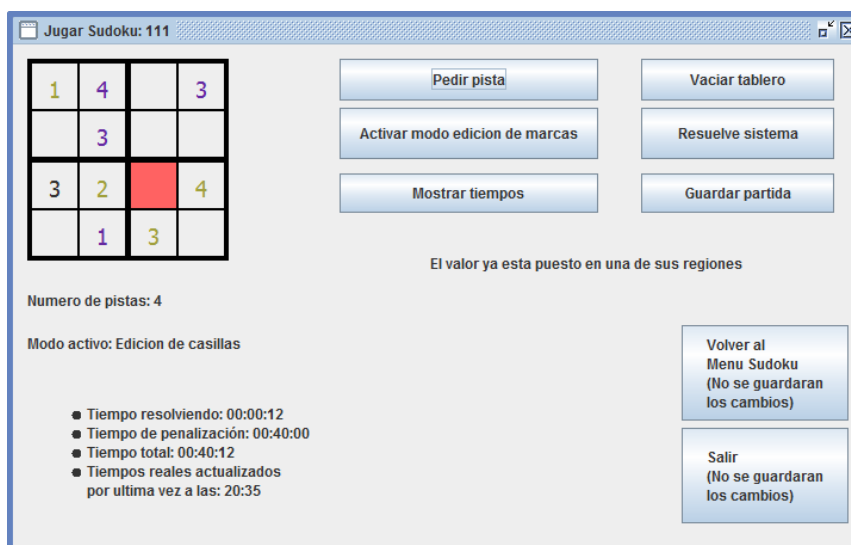 Jugar Sudoku: 111
1 4 3
3
3 2 4
1 3
Pedir pista
Vaciar tablero
Activar modo edicion de marcas
Resuelve sistema
Mostrar tiempos
Guardar partida
El valor ya esta puesto en una de sus regiones
Numero de pistas: 4
Modo activo: Edicion de casillas
Tiempo resolviendo: 00:00:12
Tiempo de penalización: 00:40:00
Tiempo total: 00:40:12
Tiempos reales actualizados
por ultima vez a las: 20:35
Volver al
Menu Sudoku
(No se guardaran
los cambios)
Salir
(No se guardaran
los cambios)